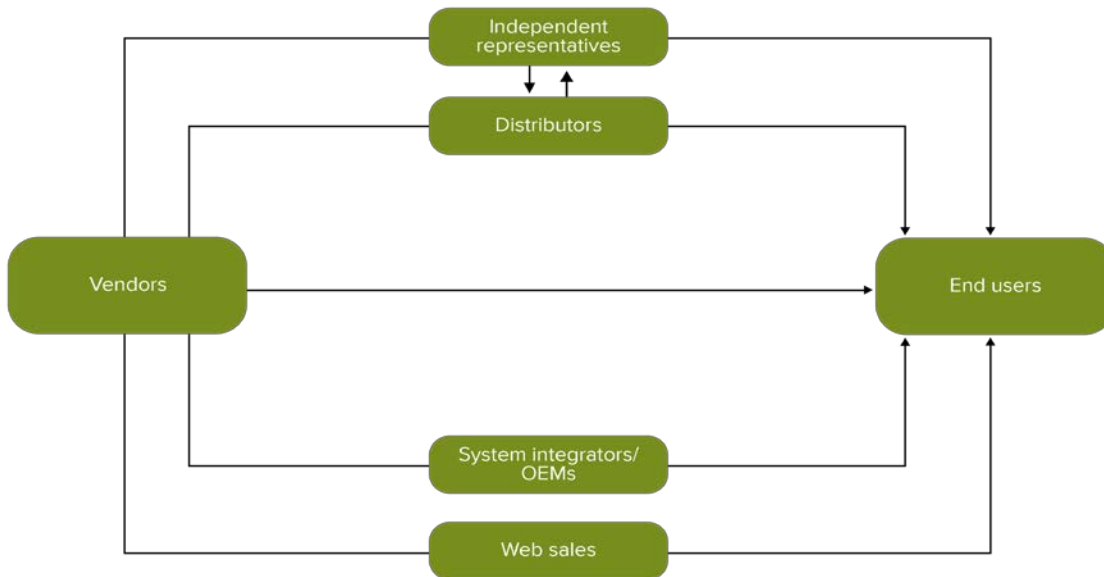 Independent
representatives
Distributors
Vendors
End users
System integrators/
OEMs
Web sales